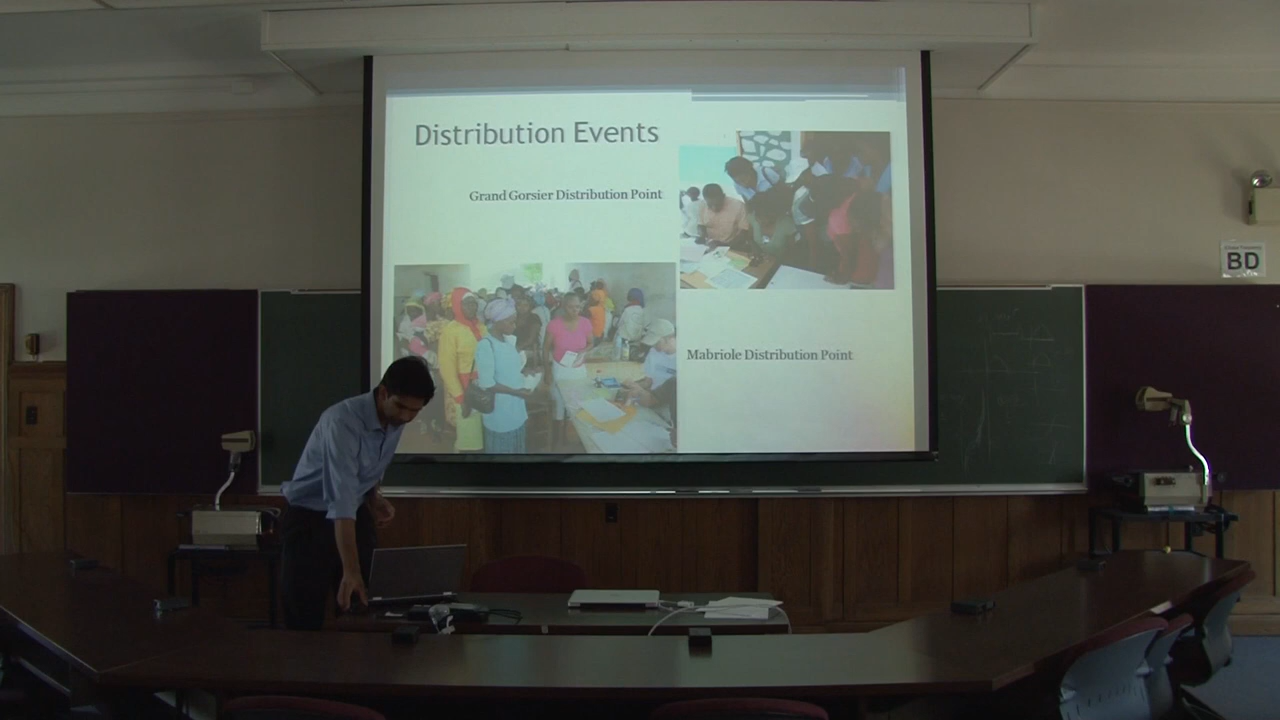 Distribution Events
Grand Gorsier Distribution Point
Mabriole Distribution Point
BD